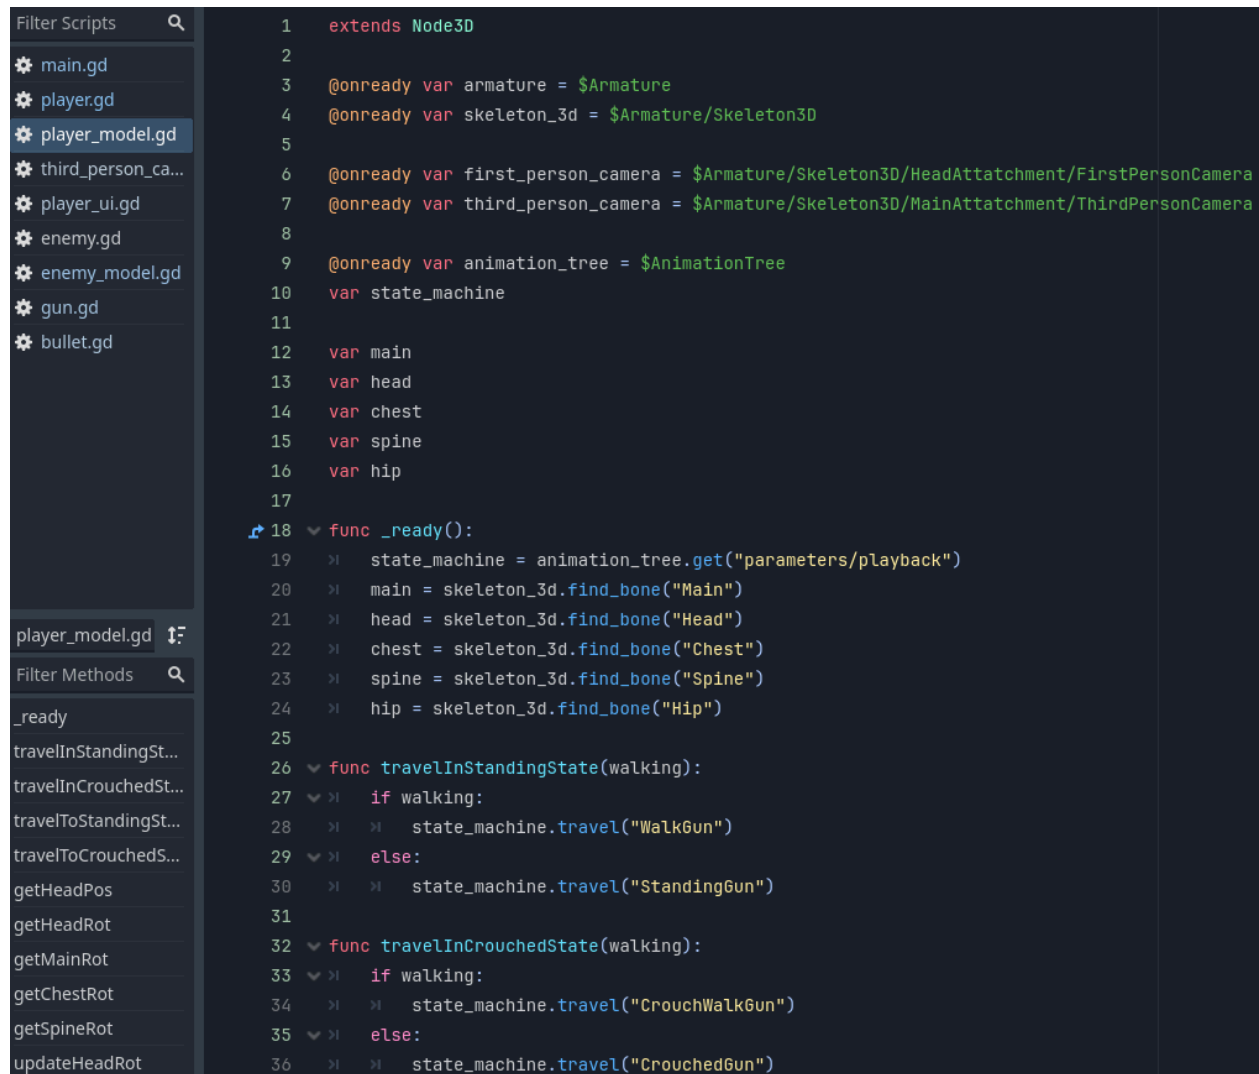 Filter Scripts
main.gd
player.gd
player_model.gd
third_person_ca...
player_ui.gd
enemy.gd
enemy_model.gd
gun.gd
bullet.gd
player_model.gd
Filter Methods
_ready
travelInStandingSt...
travelInCrouchedSt...
travelToStandingSt...
travelToCrouchedS...
getHeadPos
getHeadRot
getMainRot
getChestRot
getSpineRot
updateHeadRot
1 extends Node3D
2
3 @onready var armature = $Armature
4 @onready var skeleton_3d = $Armature/Skeleton3D
5
6 @onready var first_person_camera = $Armature/Skeleton3D/HeadAttatchment/FirstPersonCamera
7 @onready var third_person_camera = $Armature/Skeleton3D/MainAttatchment/ThirdPersonCamera
8
9 @onready var animation_tree = $AnimationTree
10 var state_machine
11
12 var main
13 var head
14 var chest
15 var spine
16 var hip
17
18 func _ready():
19 state_machine = animation_tree.get("parameters/playback")
20 main = skeleton_3d.find_bone("Main")
21 head = skeleton_3d.find_bone("Head")
22 chest = skeleton_3d.find_bone("Chest")
23 spine = skeleton_3d.find_bone("Spine")
24 hip = skeleton_3d.find_bone("Hip")
25
26 func travelInStandingState(walking):
27 if walking:
28 state_machine.travel("WalkGun")
29 else:
30 state_machine.travel("StandingGun")
31
32 func travelInCrouchedState(walking):
33 if walking:
34 state_machine.travel("CrouchWalkGun")
35 else:
36 state_machine.travel("CrouchedGun")